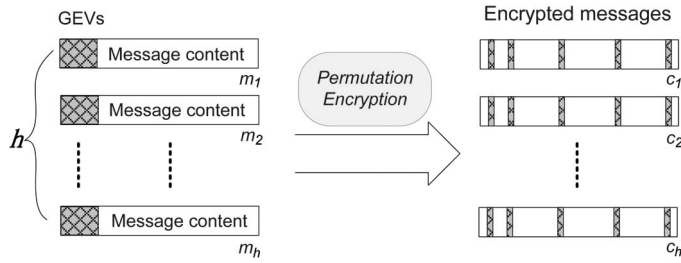 GEVs
Encrypted messages
Message content
m1
Message content
m2
Message content
mh
h
Permutation
Encryption
c1
c2
ch